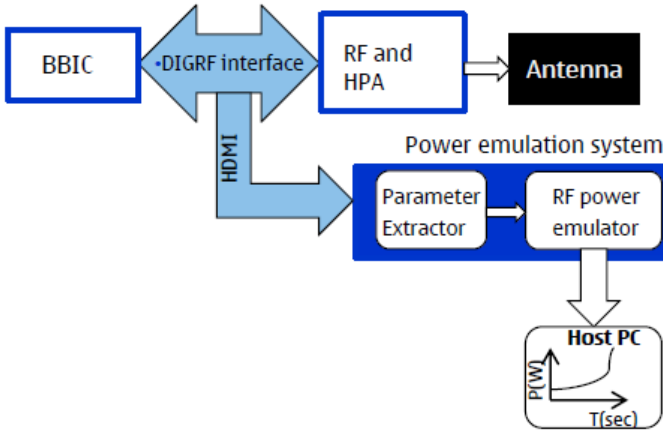 BBIC
•DIGRF interface
RF and
HPA
Antenna
HDMI
Power emulation system
Parameter
Extractor
RF power
emulator
Host PC
P(W)
T(sec)